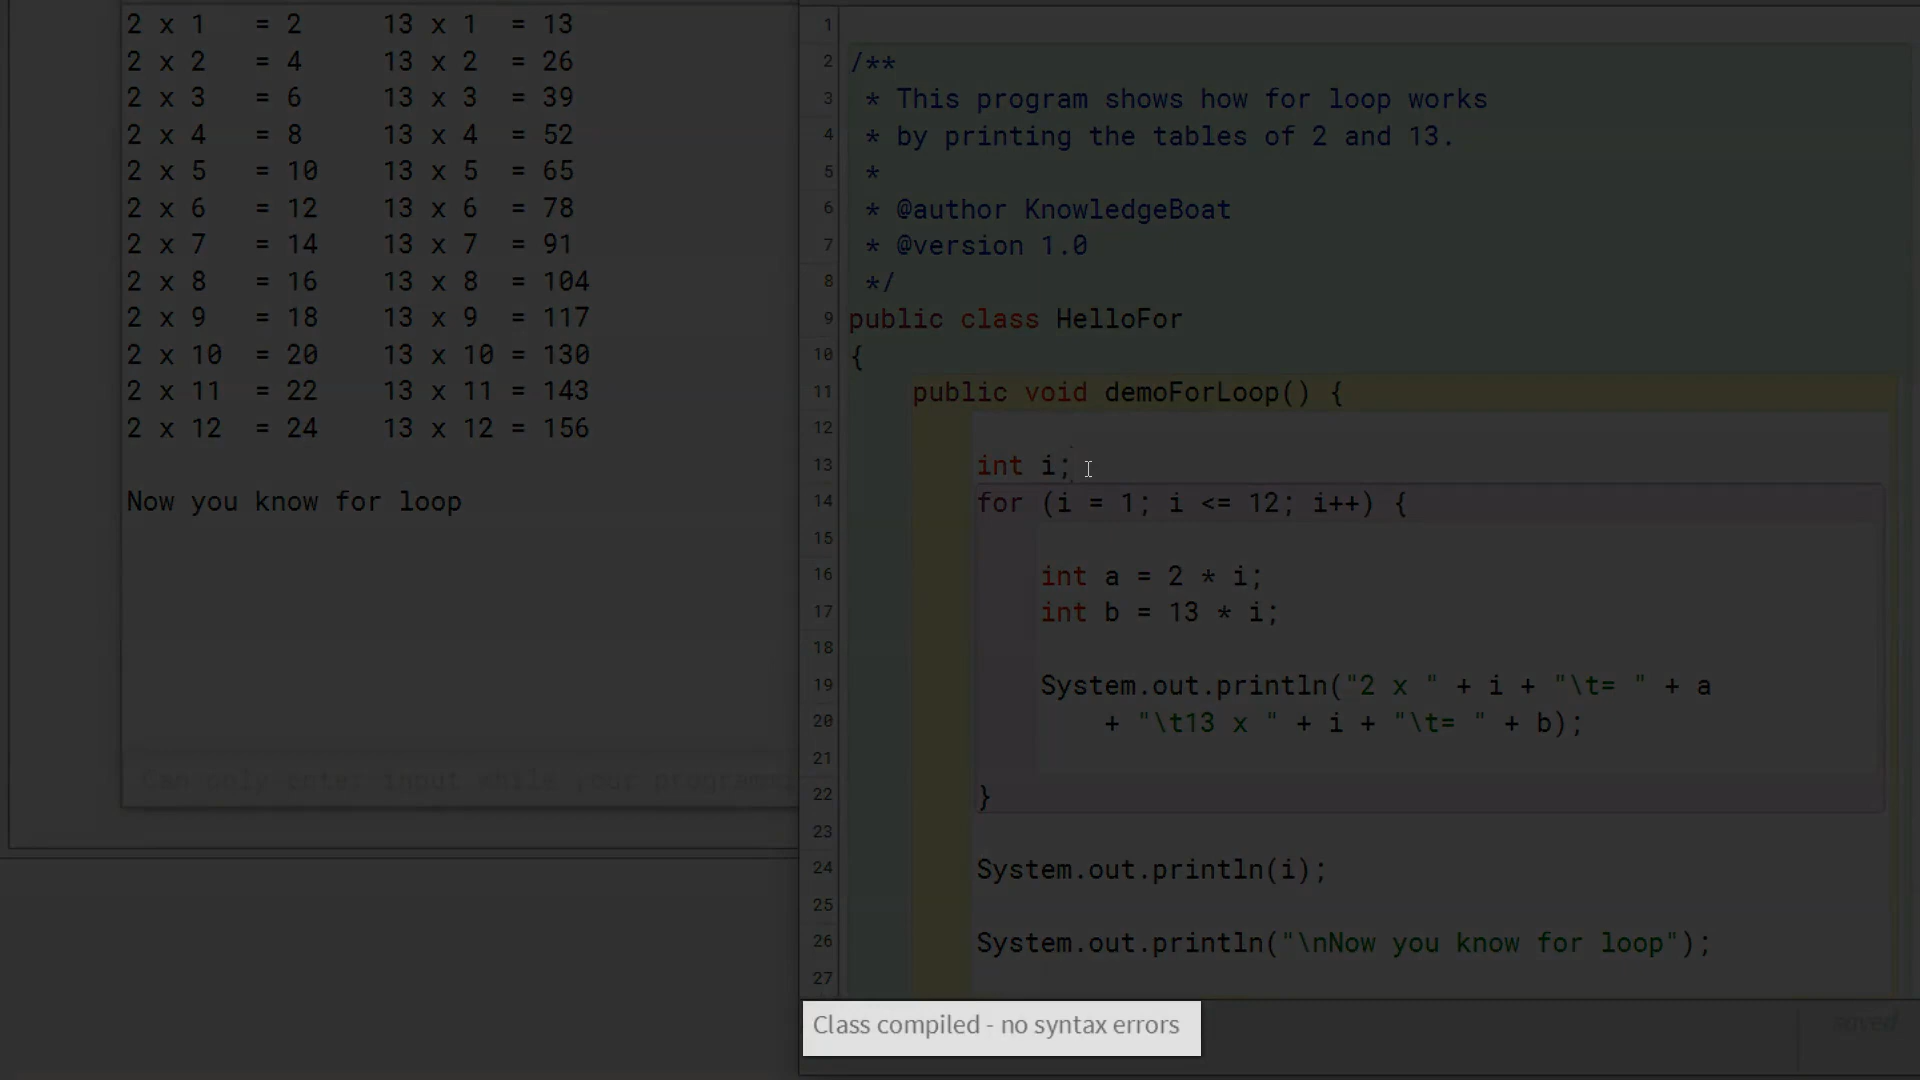 2 x 1 = 2 13 x 1 = 13
2 x 2 = 4 13 x 2 = 26
2 x 3 = 6 13 x 3 = 39
2 x 4 = 8 13 x 4 = 52
2 x 5 = 10 13 x 5 = 65
2 x 6 = 12 13 x 6 = 78
2 x 7 = 14 13 x 7 = 91
2 x 8 = 16 13 x 8 = 104
2 x 9 = 18 13 x 9 = 117
2 x 10 = 20 13 x 10 = 130
2 x 11 = 22 13 x 11 = 143
2 x 12 = 24 13 x 12 = 156
Now you know for loop
Can only enter input while your programm
1
2 /**
3 * This program shows how for loop works
4 * by printing the tables of 2 and 13.
5 *
6 * @author KnowledgeBoat
7 * @version 1.0
8 */
9 public class HelloFor
10 {
11 public void demoForLoop() {
12
13 int i;
14 for (i = 1; i <= 12; i++) {
15
16 int a = 2 * i;
17 int b = 13 * i;
18
19 System.out.println("2 x " + i + "\t= " + a
20 + "\t13 x " + i + "\t= " + b);
21
22 }
23
24 System.out.println(i);
25
26 System.out.println("\nNow you know for loop");
27
Class compiled - no syntax errors
saved